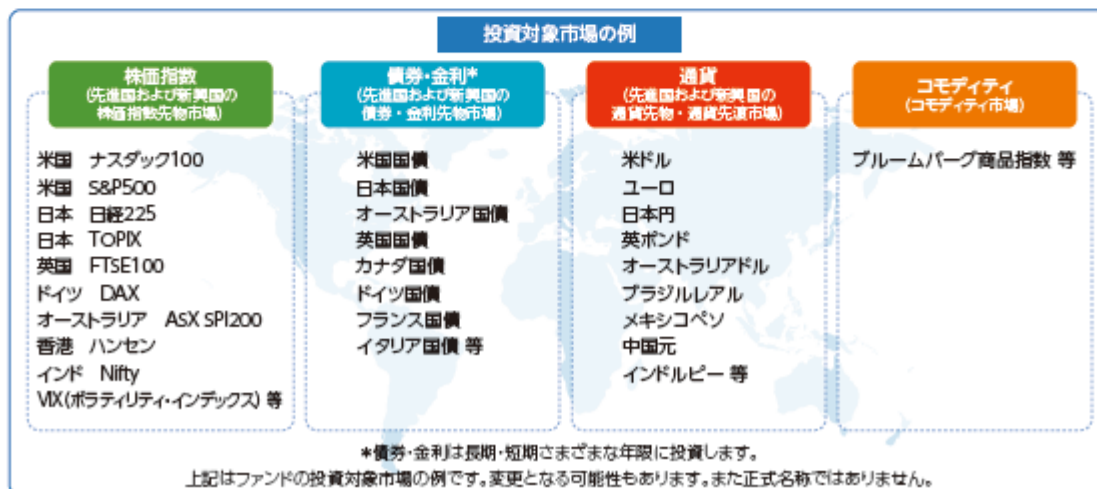 投資対象市場の例
株価指数
(先進国および新興国の
株価指数先物市場)
米国 ナスダック100
米国 S&P500
日本 日経225
日本 TOPIX
英国 FTSE100
ドイツ DAX
オーストラリア ASX SPI200
香港 ハンセン
インド Nifty
VIX(ボラティリティ・インデックス) 等
債券・金利*
(先進国および新興国の
債券・金利先物市場)
米国国債
日本国債
オーストラリア国債
英国国債
カナダ国債
ドイツ国債
フランス国債
イタリア国債 等
通貨
(先進国および新興国の
通貨先物・通貨先渡市場)
米ドル
ユーロ
日本円
英ポンド
オーストラリアドル
ブラジルレアル
メキシコペソ
中国元
インドルピー 等
コモディティ
(コモディティ市場)
ブルームバーグ商品指数 等
*債券・金利は長期・短期さまざまな年限に投資します。
上記はファンドの投資対象市場の例です。変更となる可能性もあります。また正式名称ではありません。